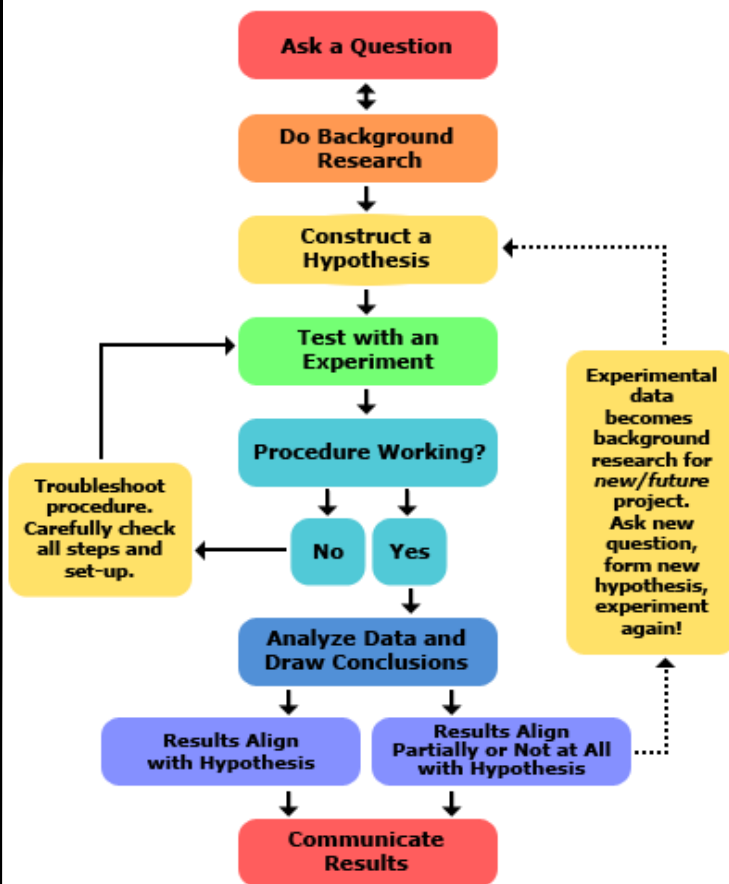 Ask a Question
Do Background
Research
Construct a
Hypothesis
Test with an
Experiment
Procedure Working?
No
Yes
Troubleshoot
procedure.
Carefully check
all steps and
set-up.
Analyze Data and
Draw Conclusions
Results Align
with Hypothesis
Results Align
Partially or Not at All
with Hypothesis
Experimental
data
becomes
background
research for
new/future
project.
Ask new
question,
form new
hypothesis,
experiment
again!
Communicate
Results